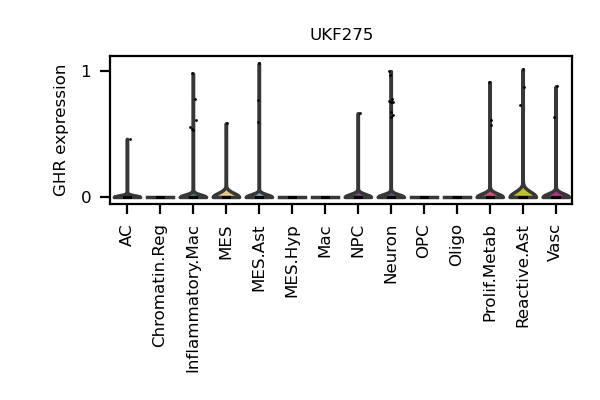 UKF275
GHR expression
1
0
AC
Chromatin.Reg
Inflammatory.Mac
MES
MES.Ast
MES.Hyp
Mac
NPC
Neuron
OPC
Oligo
Prolif.Metab
Reactive.Ast
Vasc